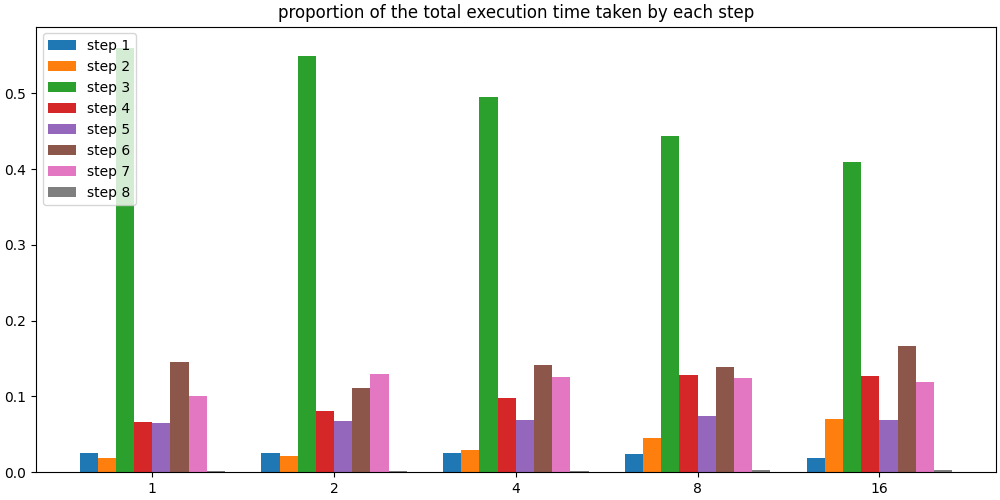 proportion of the total execution time taken by each step
step 1
step 2
step 3
step 4
step 5
step 6
step 7
step 8
0.5
0.4
0.3
0.2
0.1
0.0
1 2 4 8 16